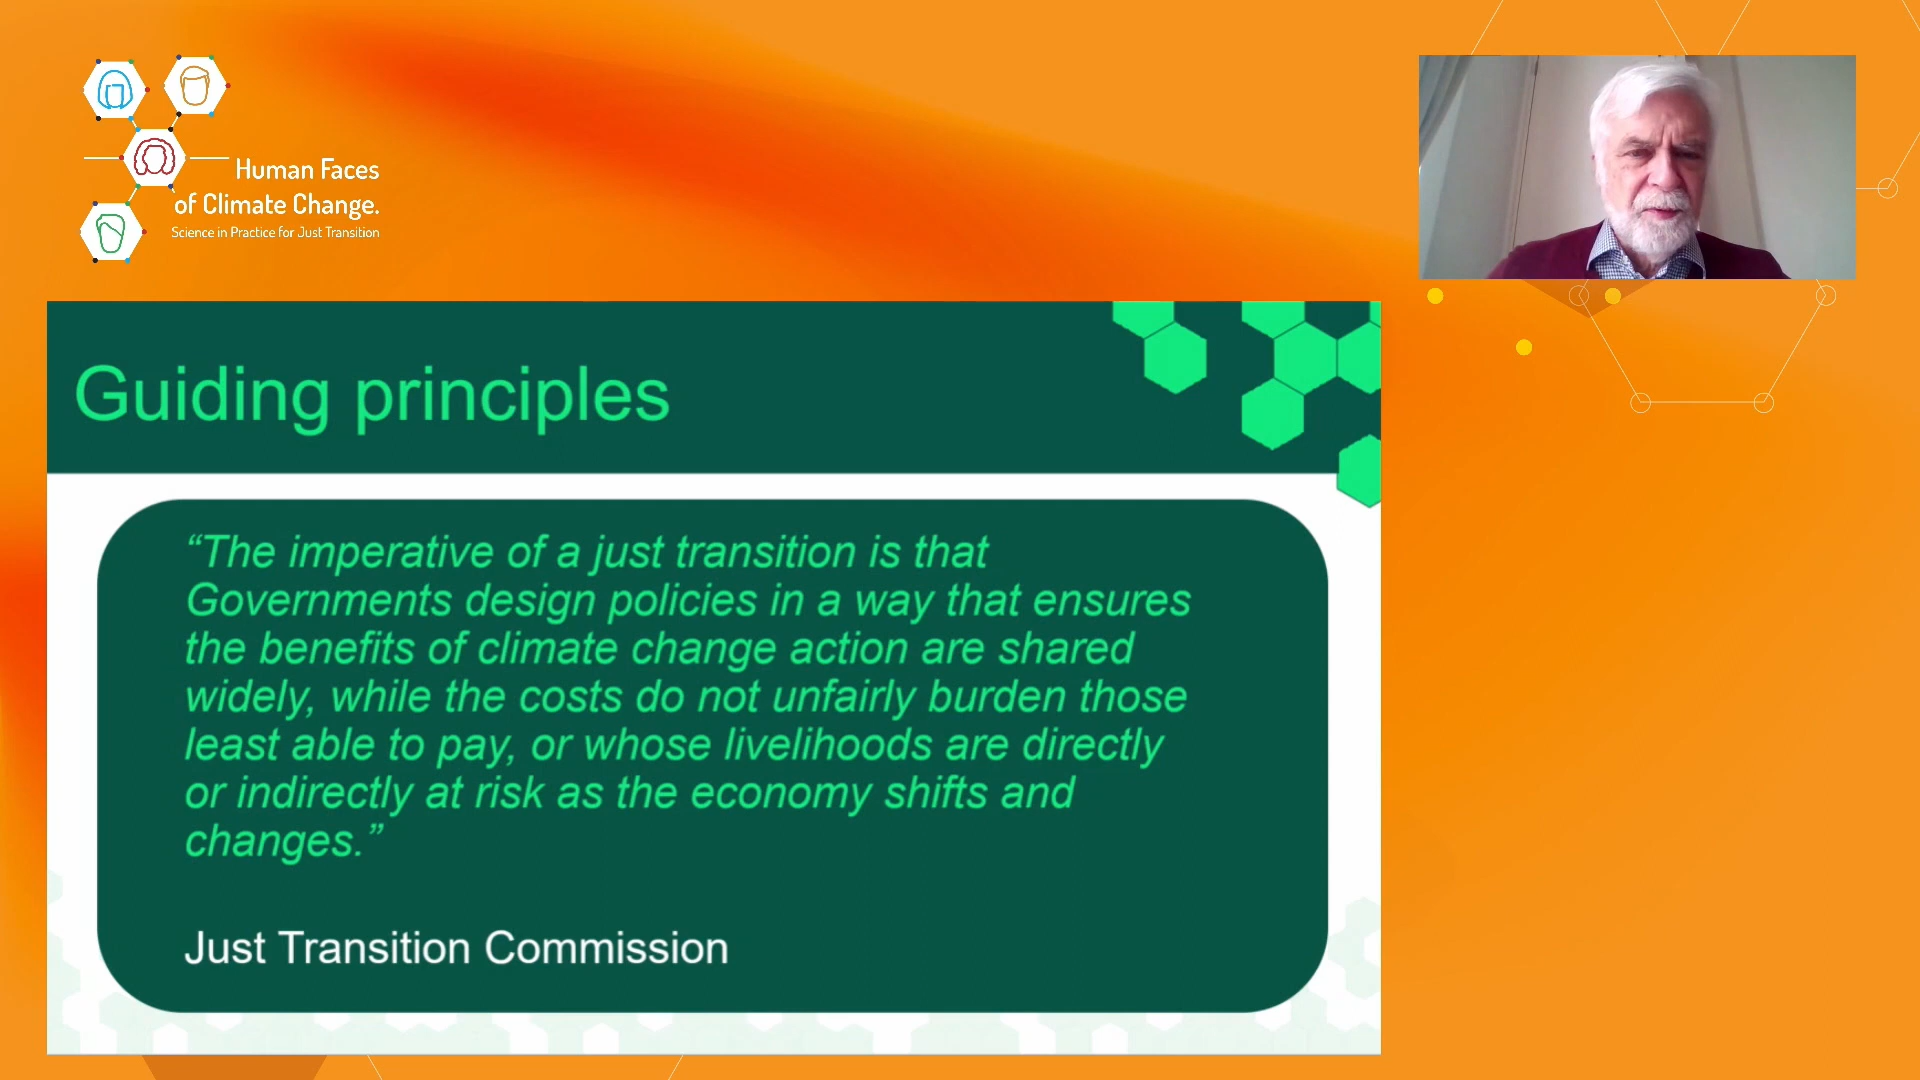 Human Faces
of Climate Change.
Science in Practice for Just Transition
Guiding principles
“The imperative of a just transition is that
Governments design policies in a way that ensures
the benefits of climate change action are shared
widely, while the costs do not unfairly burden those
least able to pay, or whose livelihoods are directly
or indirectly at risk as the economy shifts and
changes.”
Just Transition Commission